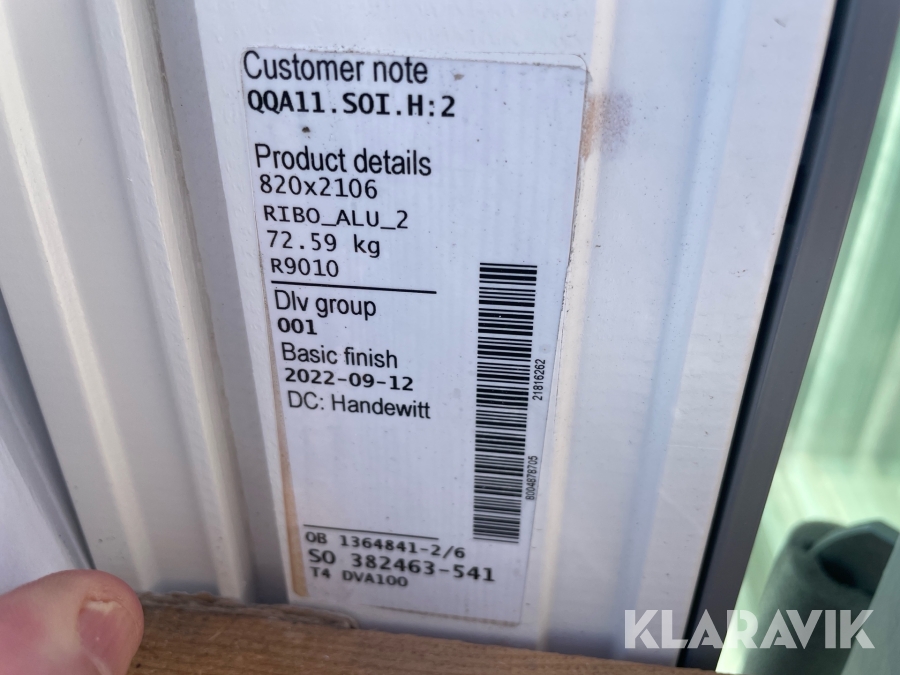 Customer note
QQA11.SOI.H:2
Product details
820x2106
RIBO_ALU_2
72.59 kg
R9010
Dlv group
001
Basic finish
2022-09-12
DC: Handewitt
21816262
8004878705
OB 1364841-2/6
SO 382463-541
T4 DVA100
KLARAVIK